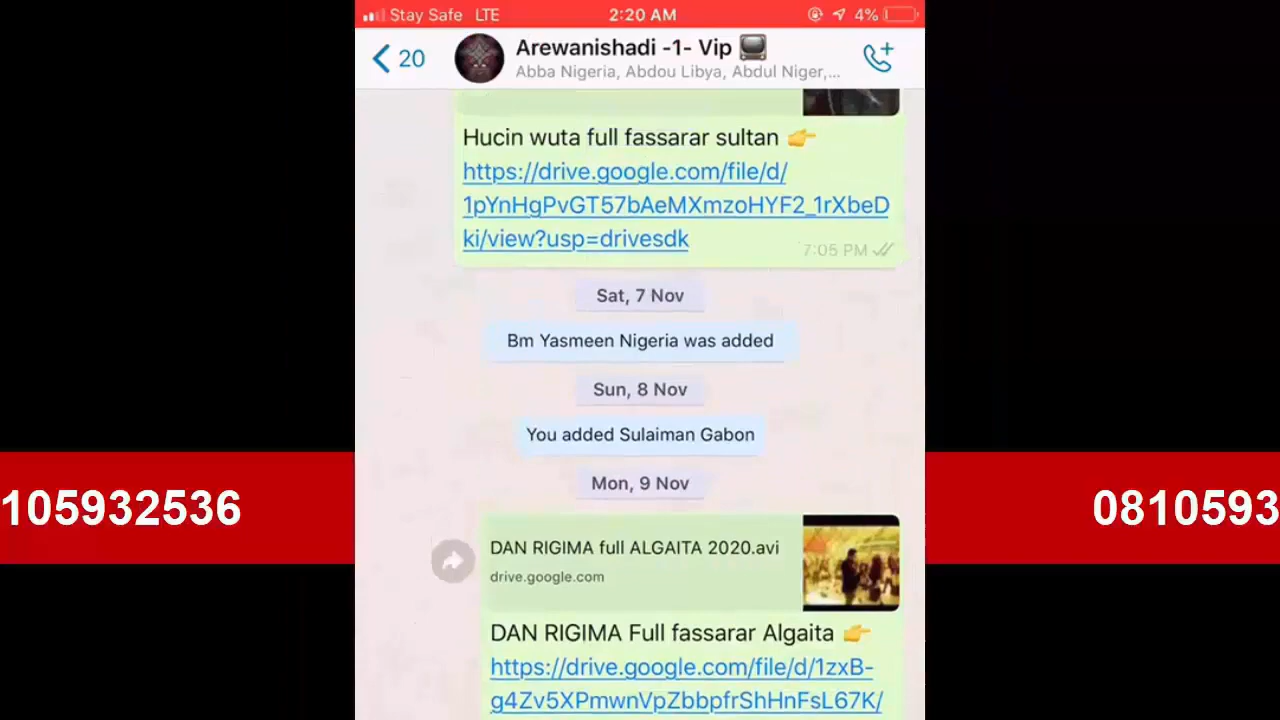 Stay Safe LTE 2:20 AM 4%
20 Arewanishadi -1- Vip 📺
Abba Nigeria, Abdou Libya, Abdul Niger,...
Hucin wuta full fassarar sultan 👉
https://drive.google.com/file/d/
1pYnHgPvGT57bAeMXmzoHYF2_1rXbeD
ki/view?usp=drivesdk
7:05 PM
Sat, 7 Nov
Bm Yasmeen Nigeria was added
Sun, 8 Nov
You added Sulaiman Gabon
Mon, 9 Nov
105932536
0810593
DAN RIGIMA full ALGAITA 2020.avi
drive.google.com
DAN RIGIMA Full fassarar Algaita 👉
https://drive.google.com/file/d/1zxB-
g4Zv5XPmwnVpZbbpfrShHnFsL67K/